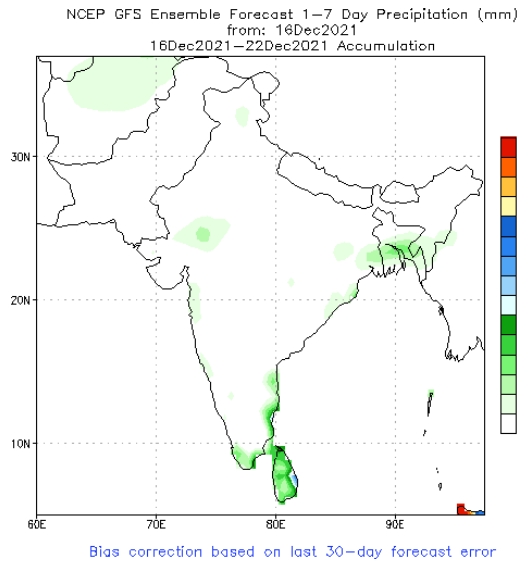 NCEP GFS Ensemble Forecast 1-7 Day Precipitation (mm)
from: 16Dec2021
16Dec2021-22Dec2021 Accumulation
30N
20N
10N
60E 70E 80E 90E
Bias correction based on last 30-day forecast error